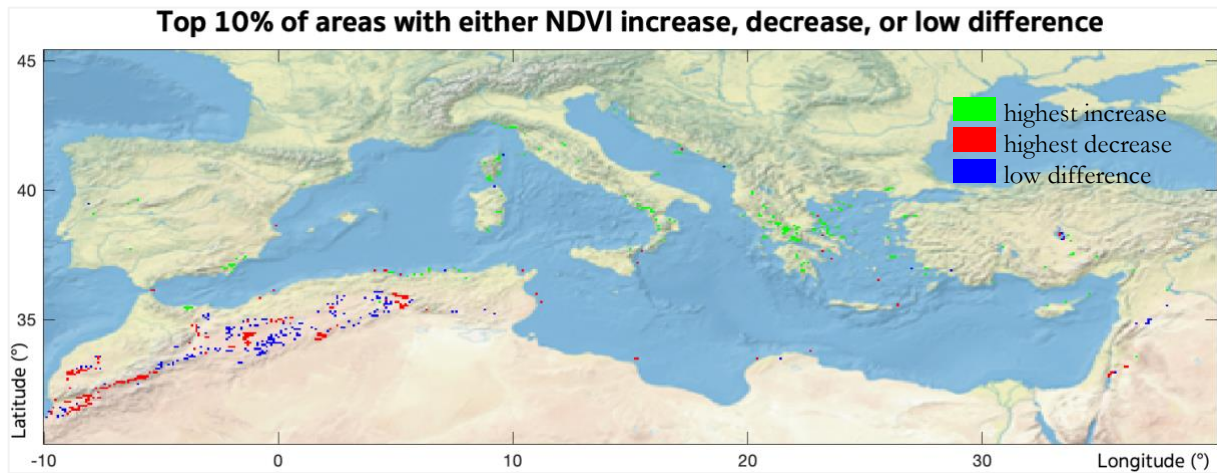 Top 10% of areas with either NDVI increase, decrease, or low difference
45
highest increase
highest decrease
40
low difference
35
Latitude (°)
-10
0
10
20
30
Longitude (°)